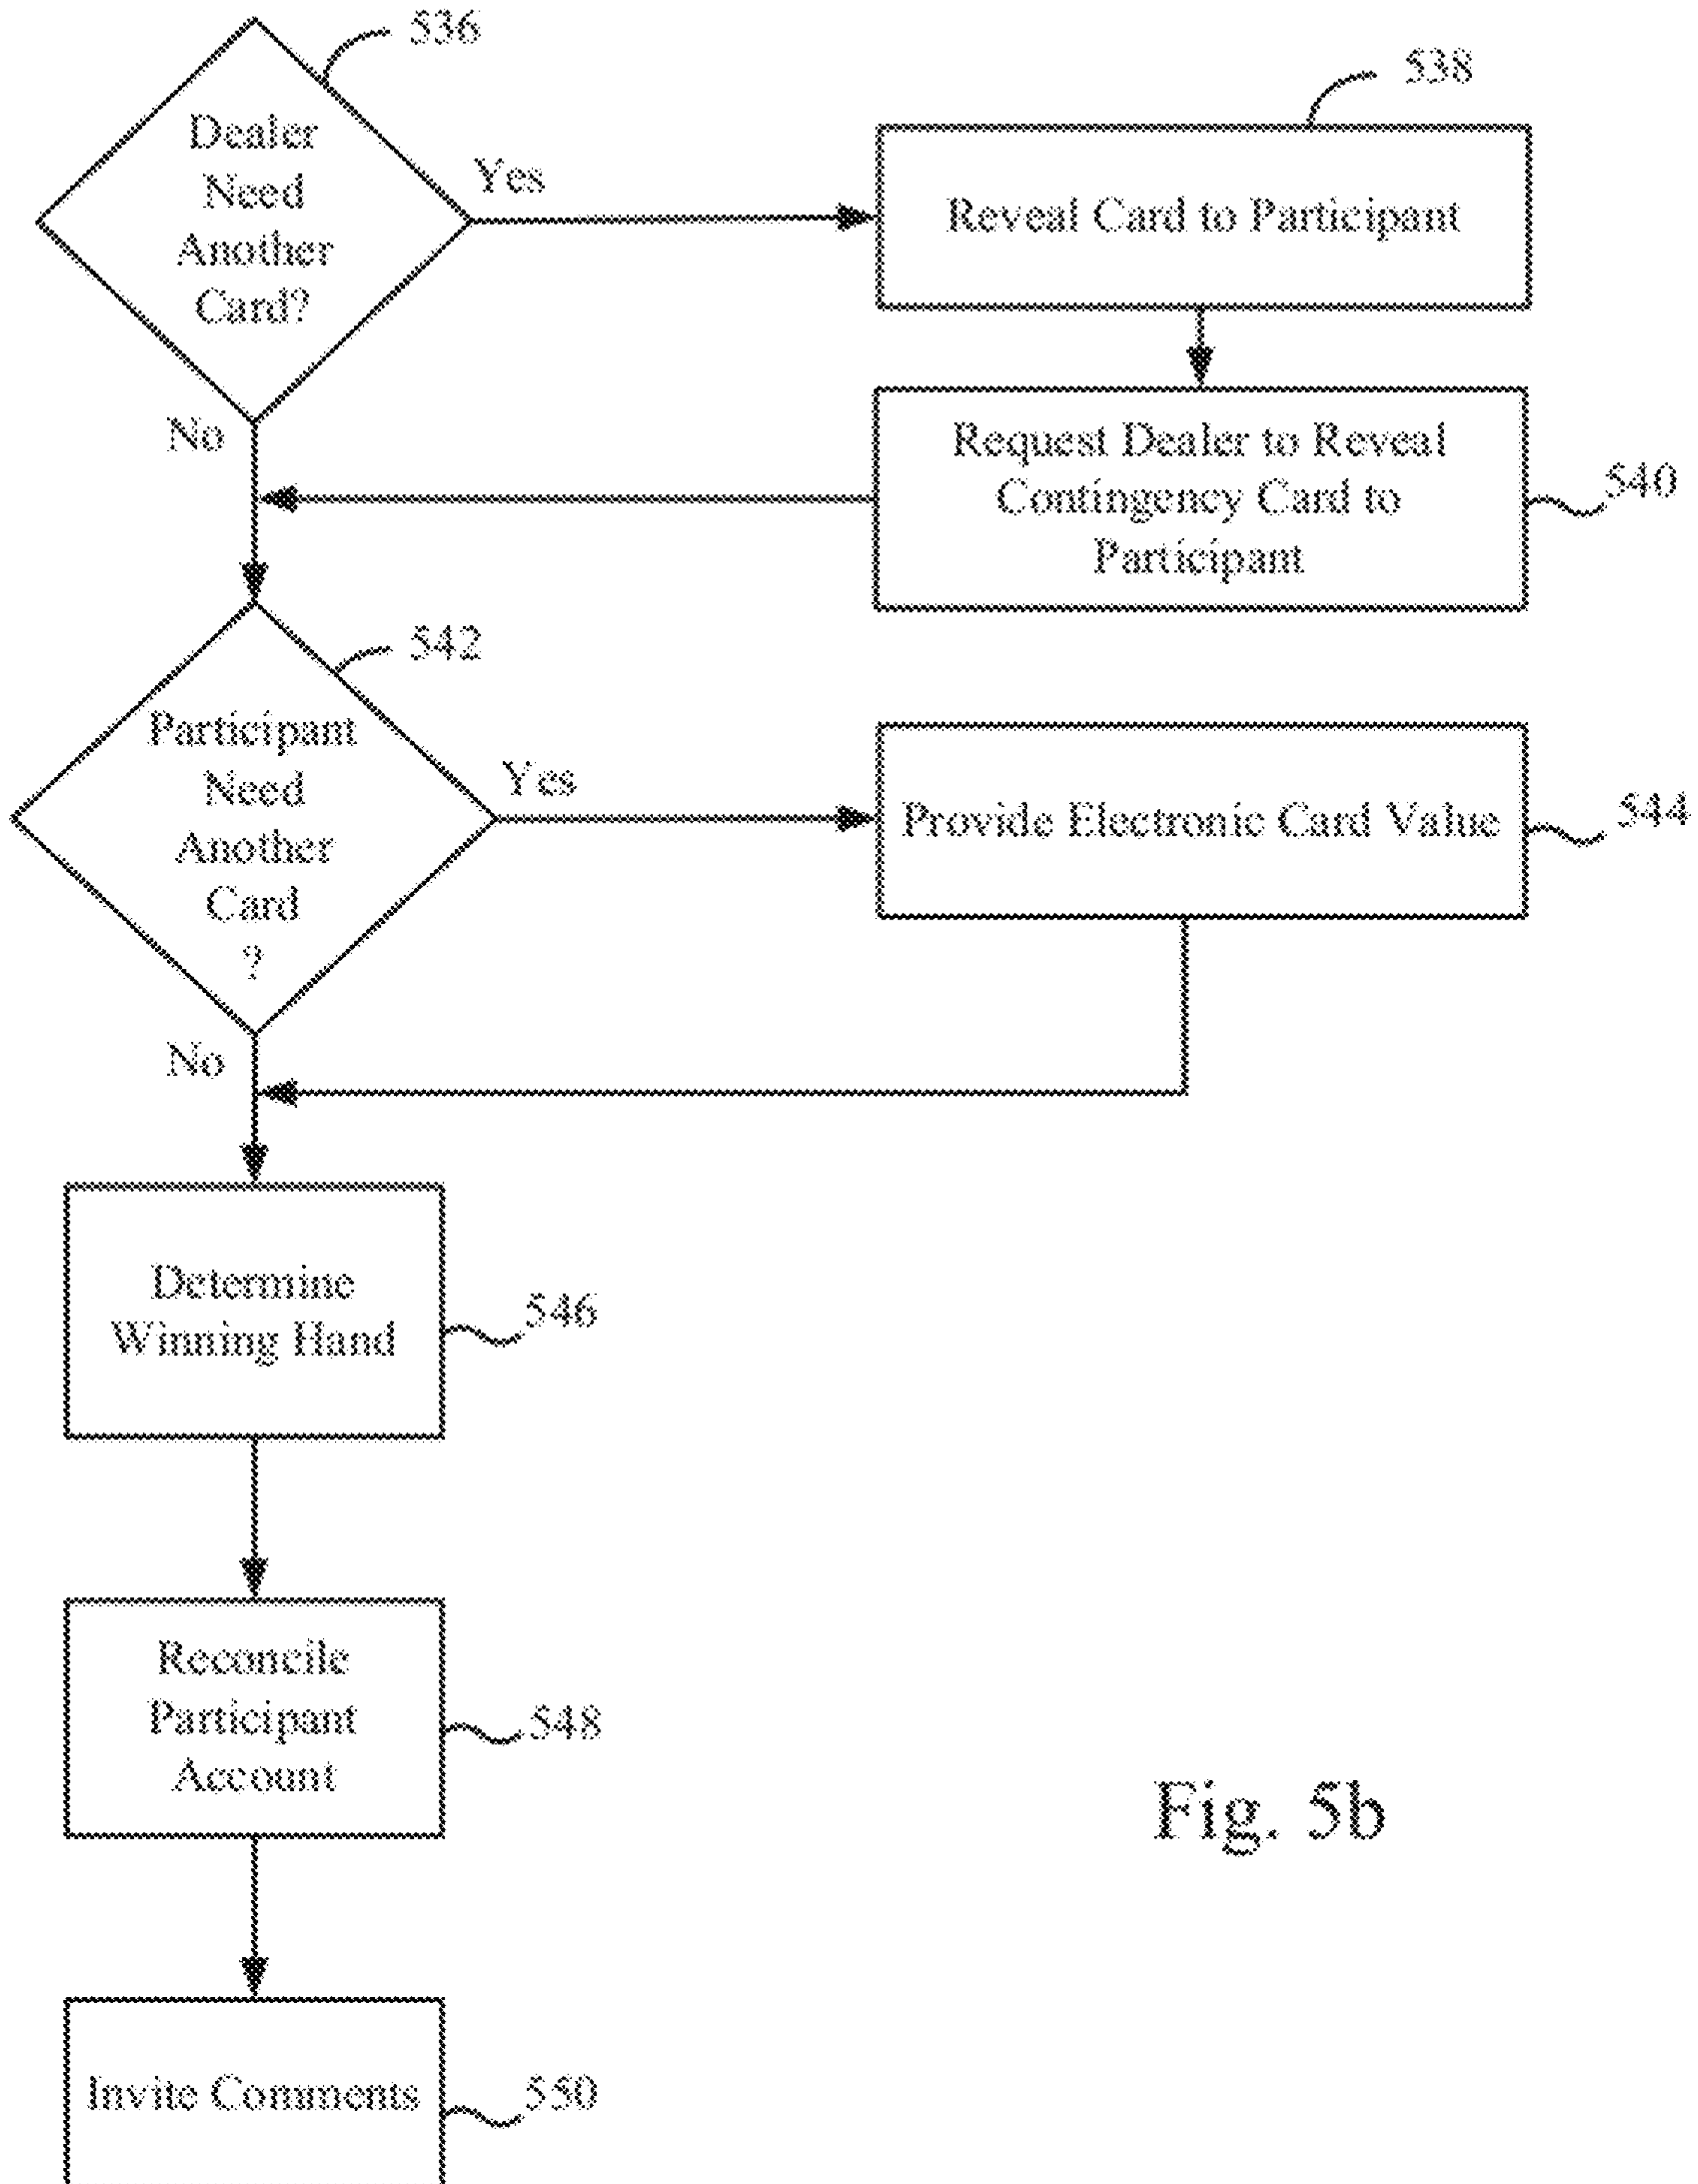 536
Dealer
Need
Another
Card?
Yes
538
Reveal Card to Participant
No
Request Dealer to Reveal
Contingency Card to
Participant
540
542
Participant
Need
Another
Card
?
Yes
Provide Electronic Card Value
544
No
Determine
Winning Hand
546
Reconcile
Participant
Account
548
Fig. 5b
Invite Comments
550